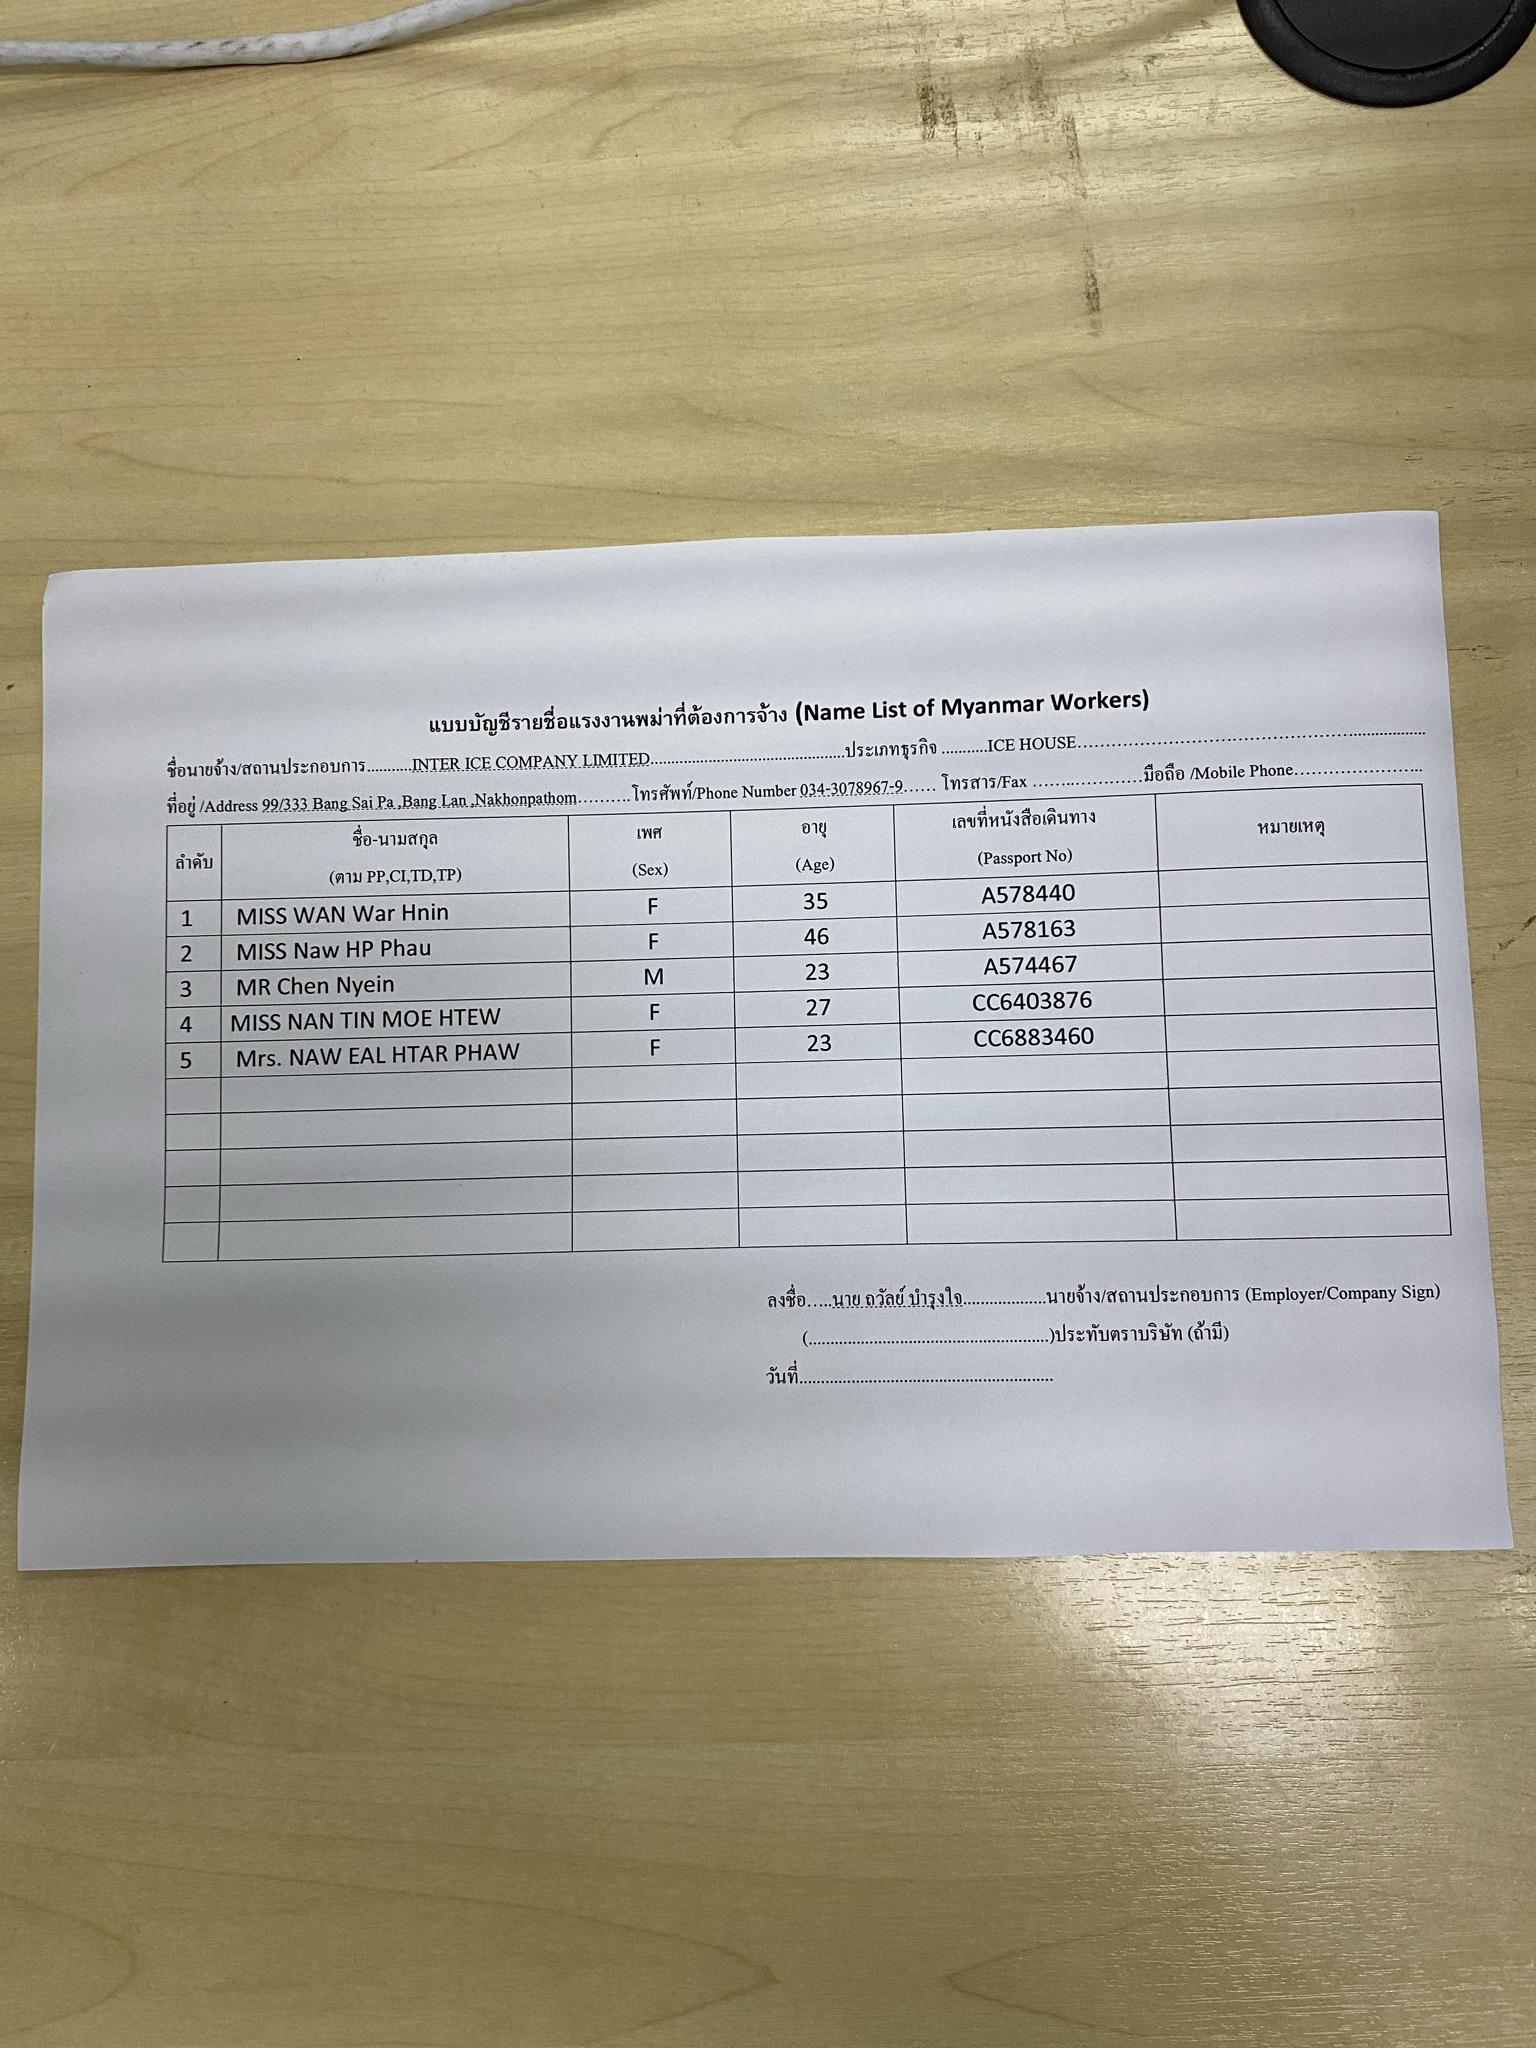 แบบบัญชีรายชื่อแรงงานพม่าที่ต้องการจ้าง (Name List of Myanmar Workers)
ชื่อนายจ้าง/สถานประกอบการ...........INTER ICE COMPANY LIMITED................................................ประเภทธุรกิจ ...........ICE HOUSE……………………………………………...................
ที่อยู่ /Address 99/333 Bang Sai Pa ,Bang Lan ,Nakhonpathom……….โทรศัพท์/Phone Number 034-3078967-9…… โทรสาร/Fax ……..…………มือถือ /Mobile Phone…………………..
ลำดับ ชื่อ-นามสกุล (ตาม PP,CI,TD,TP) เพศ (Sex) อายุ (Age) เลขที่หนังสือเดินทาง (Passport No) หมายเหตุ
1 MISS WAN War Hnin F 35 A578440
2 MISS Naw HP Phau F 46 A578163
3 MR Chen Nyein M 23 A574467
4 MISS NAN TIN MOE HTEW F 27 CC6403876
5 Mrs. NAW EAL HTAR PHAW F 23 CC6883460
ลงชื่อ…..นาย ถวัลย์ บำรุงใจ....................นายจ้าง/สถานประกอบการ (Employer/Company Sign)
(.....................................................)ประทับตราบริษัท (ถ้ามี)
วันที่........................................................